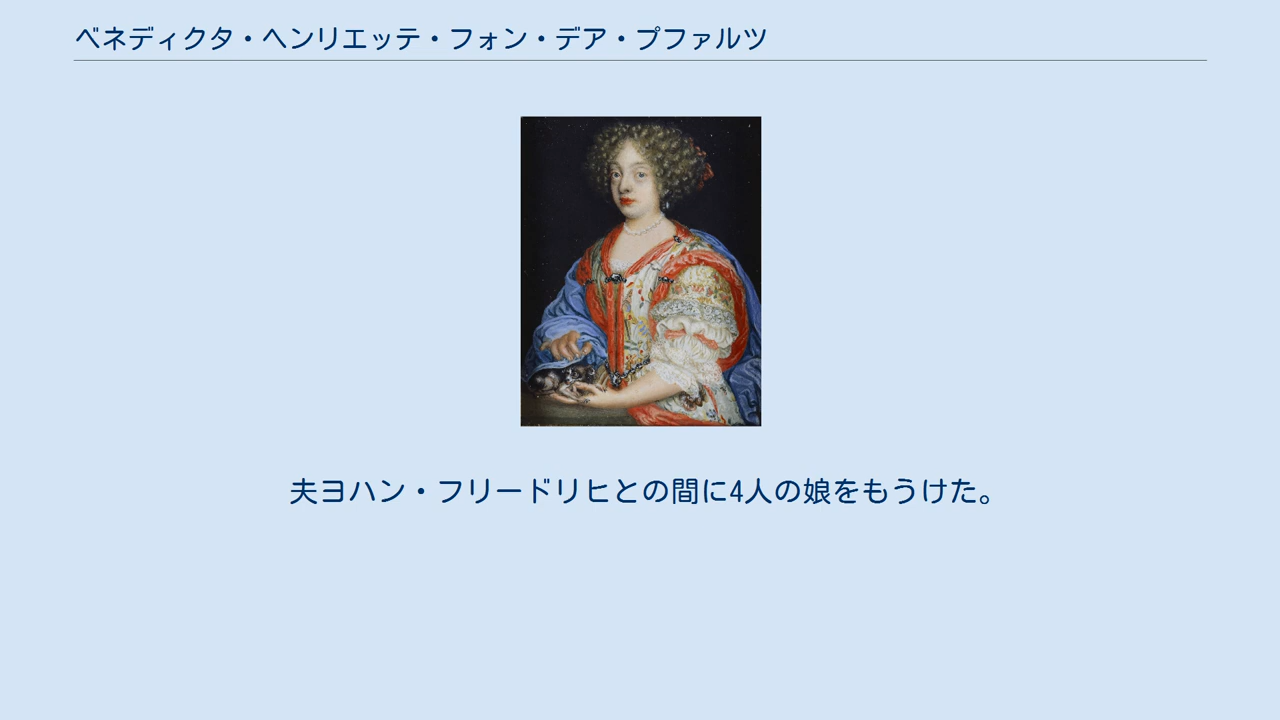 ベネディクタ・ヘンリエッテ・フォン・デア・プファルツ
夫ヨハン・フリードリヒとの間に4人の娘をもうけた。